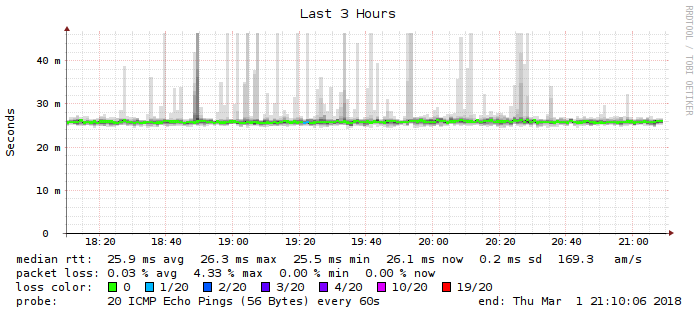 Last 3 Hours
RRDTOOL / TOBI OETIKER
Seconds
40 m
30 m
20 m
10 m
0
18:20 18:40 19:00 19:20 19:40 20:00 20:20 20:40 21:00
median rtt: 25.9 ms avg 26.3 ms max 25.5 ms min 26.1 ms now 0.2 ms sd 169.3 am/s
packet loss: 0.03 % avg 4.33 % max 0.00 % min 0.00 % now
loss color: 0 1/20 2/20 3/20 4/20 10/20 19/20
probe: 20 ICMP Echo Pings (56 Bytes) every 60s end: Thu Mar 1 21:10:06 2018